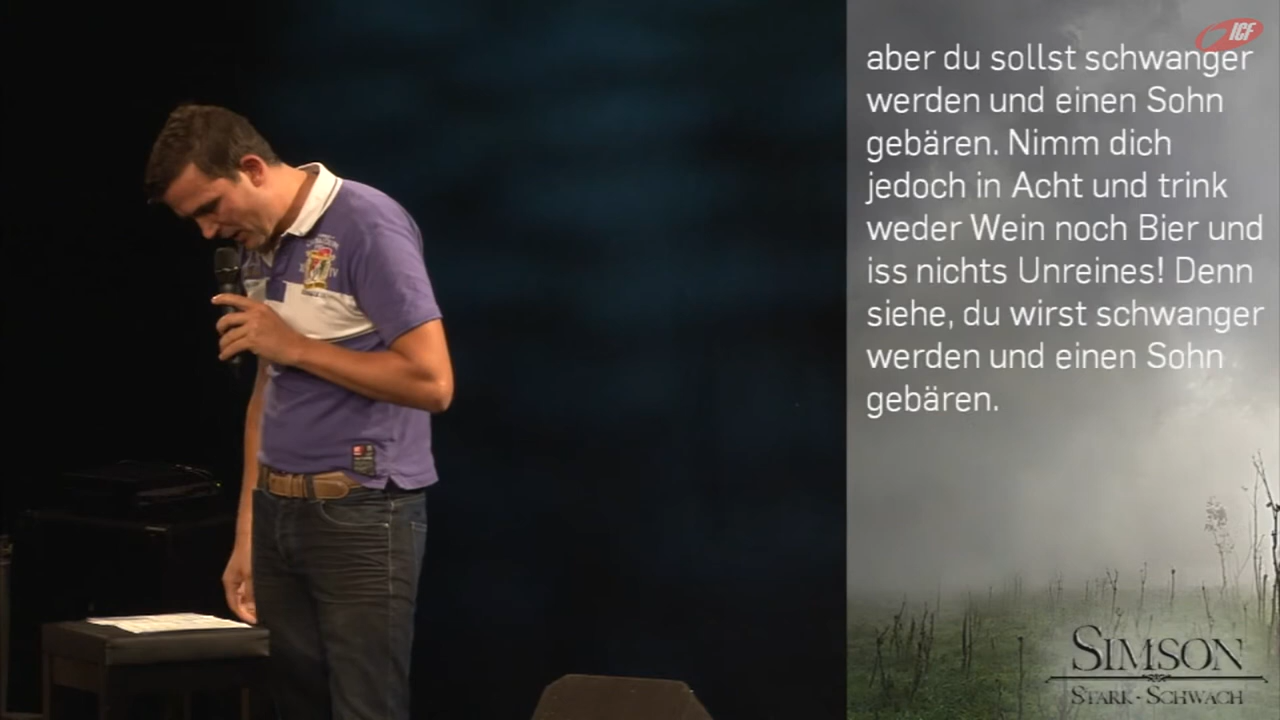 ICF
aber du sollst schwanger
werden und einen Sohn
gebären. Nimm dich
jedoch in Acht und trink
weder Wein noch Bier und
iss nichts Unreines! Denn
siehe, du wirst schwanger
werden und einen Sohn
gebären.
SIMSON
STARK - SCHWACH